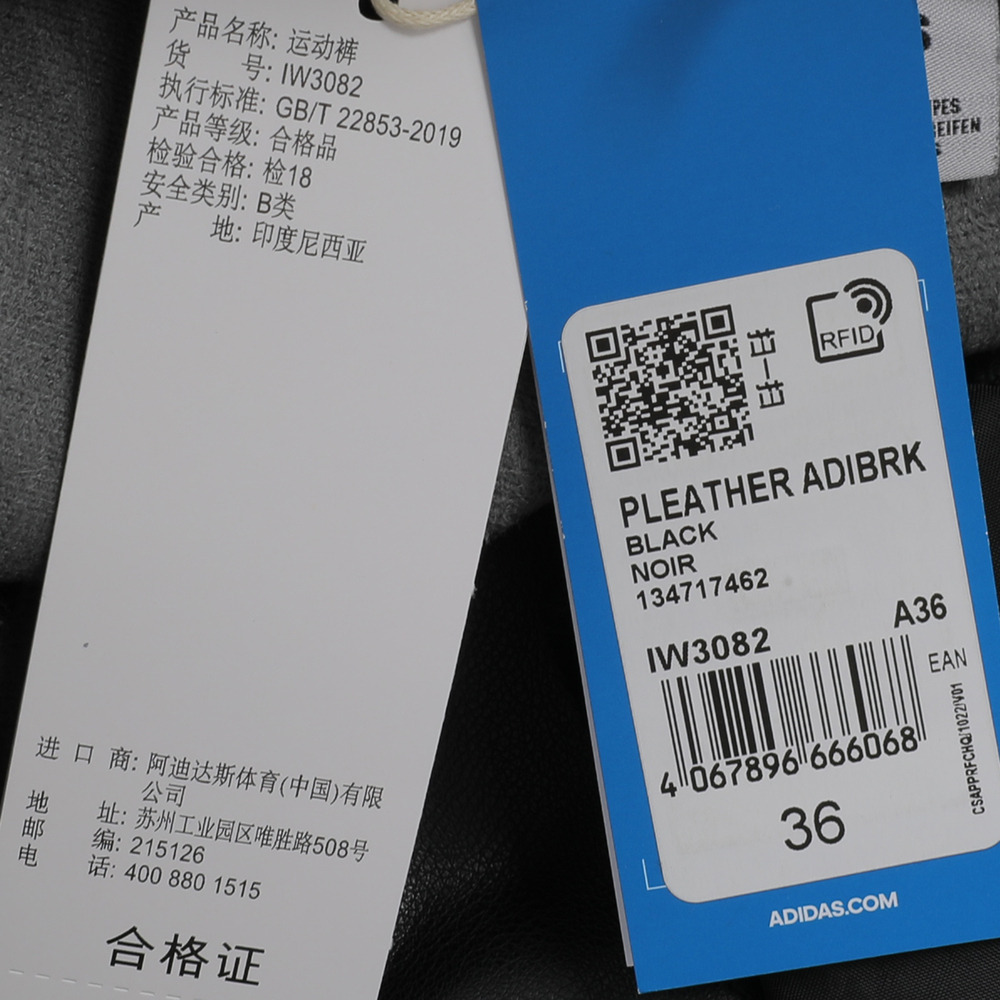 产品名称: 运动裤
货 号: IW3082
执行标准: GB/T 22853-2019
产品等级: 合格品
检验合格: 检18
安全类别: B类
产 地: 印度尼西亚
进 口 商: 阿迪达斯体育(中国)有限
公司
地 址: 苏州工业园区唯胜路508号
邮 编: 215126
电 话: 400 880 1515
合格证
RFID
PLEATHER ADIBRK
BLACK
NOIR
134717462
IW3082 A36
EAN
4 067896 666068
CSAPPRFCHQ/1022/V01
36
ADIDAS.COM